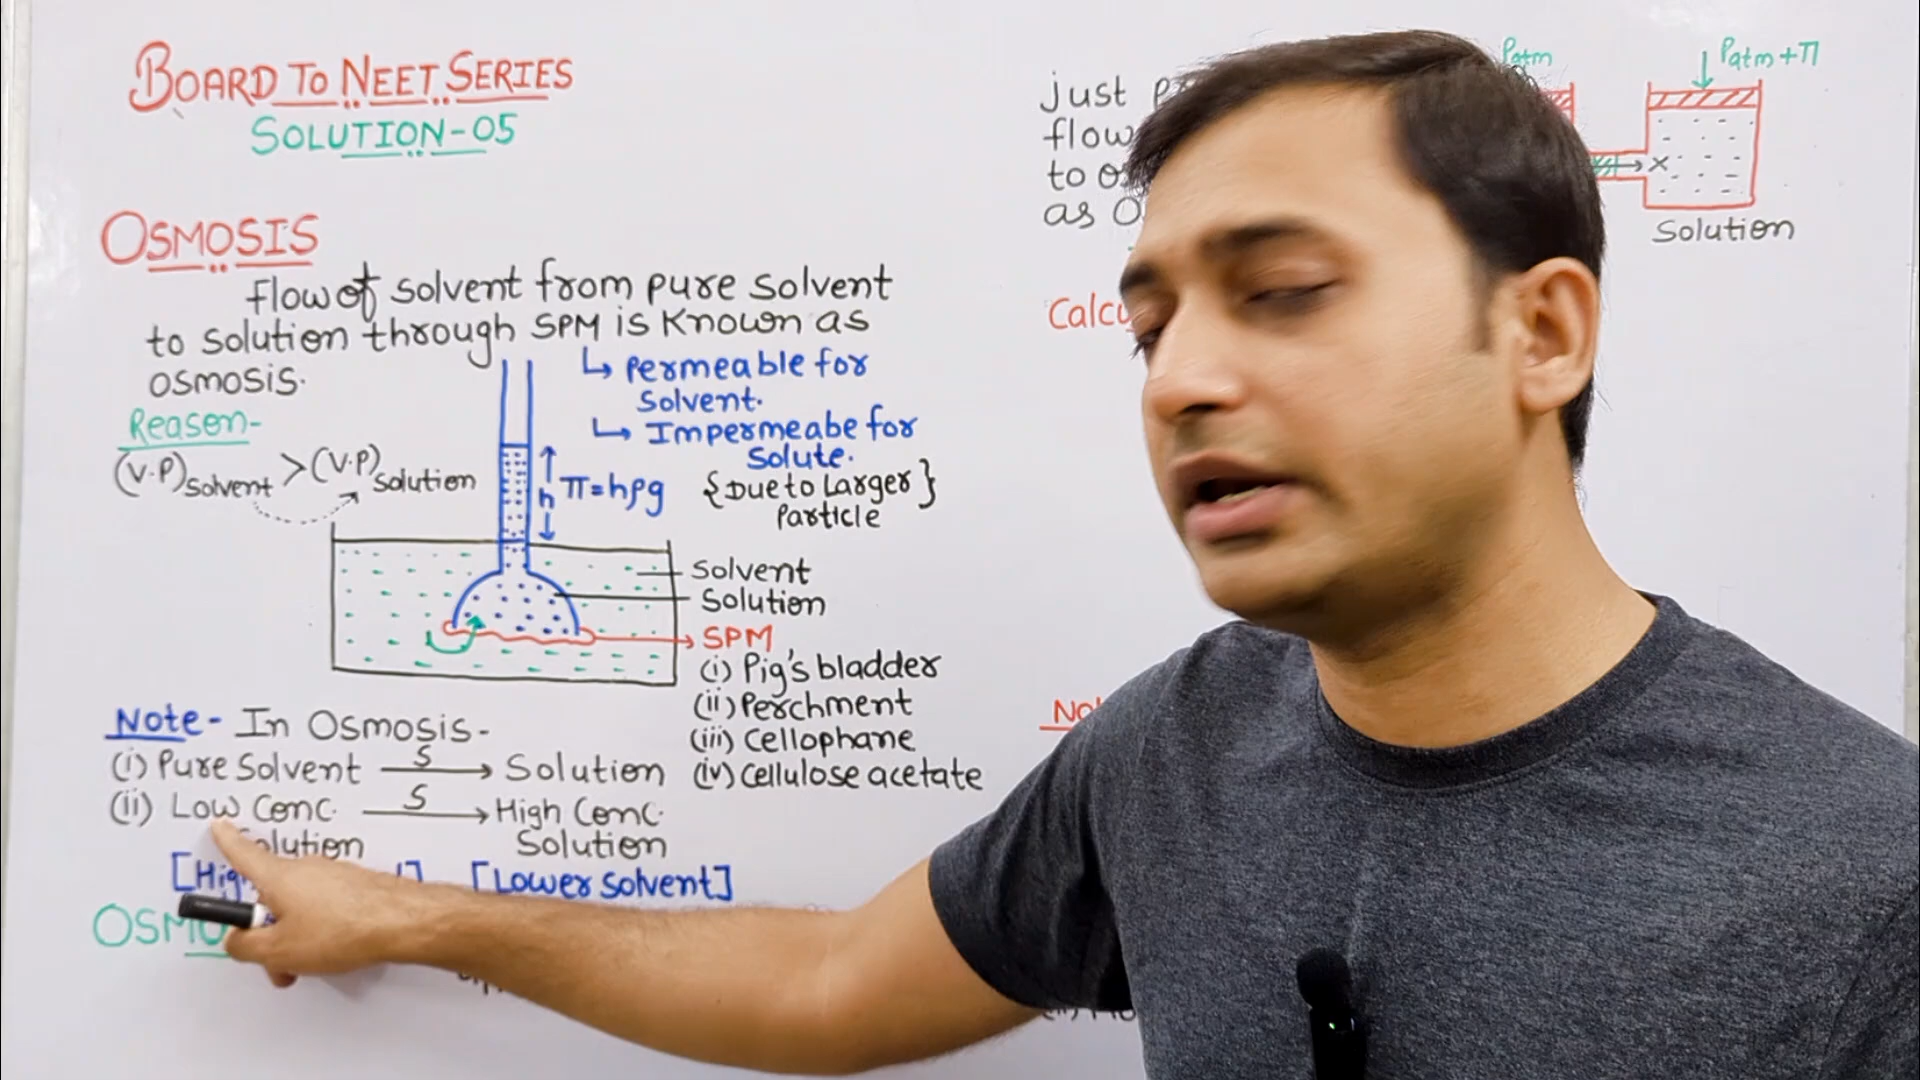 BOARD TO NEET SERIES
SOLUTION-05
OSMOSIS
flow of solvent from pure solvent
to solution through SPM is known as
osmosis.
↳ Permeable for
Solvent.
↳ Impermeabe for
Solute.
{Due to Larger}
Particle
Reason-
(V.P)Solvent > (V.P)Solution
h
π=hρg
Solvent
Solution
SPM
(i) Pig's bladder
(ii) Perchment
(iii) Cellophane
(iv) Cellulose acetate
Note- In Osmosis-
(i) Pure Solvent —S→ Solution
(ii) Low Conc. —S→ High Conc.
Solution
[Lower Solvent]
just
flow
to
as
Patm
Patm+π
×
Solution